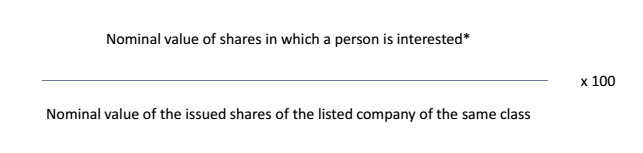 Nominal value of shares in which a person is interested*
x 100
Nominal value of the issued shares of the listed company of the same class